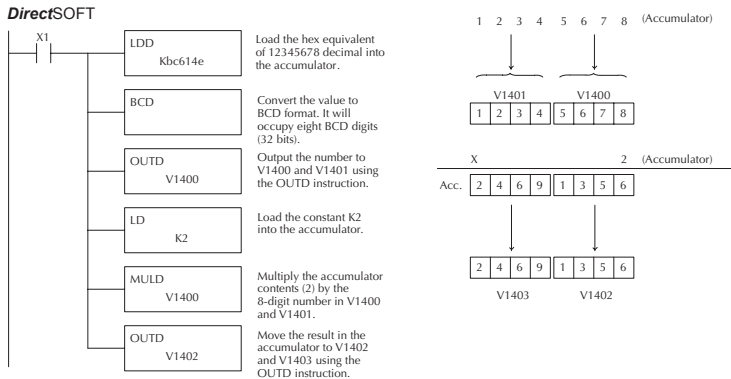 DirectSOFT
X1
LDD
Kbc614e
Load the hex equivalent
of 12345678 decimal into
the accumulator.
BCD
Convert the value to
BCD format. It will
occupy eight BCD digits
(32 bits).
OUTD
V1400
Output the number to
V1400 and V1401 using
the OUTD instruction.
LD
K2
Load the constant K2
into the accumulator.
MULD
V1400
Multiply the accumulator
contents (2) by the
8-digit number in V1400
and V1401.
OUTD
V1402
Move the result in the
accumulator to V1402
and V1403 using the
OUTD instruction.
1 2 3 4 5 6 7 8 (Accumulator)
V1401 V1400
1 2 3 4 5 6 7 8
X 2 (Accumulator)
Acc. 2 4 6 9 1 3 5 6
2 4 6 9 1 3 5 6
V1403 V1402